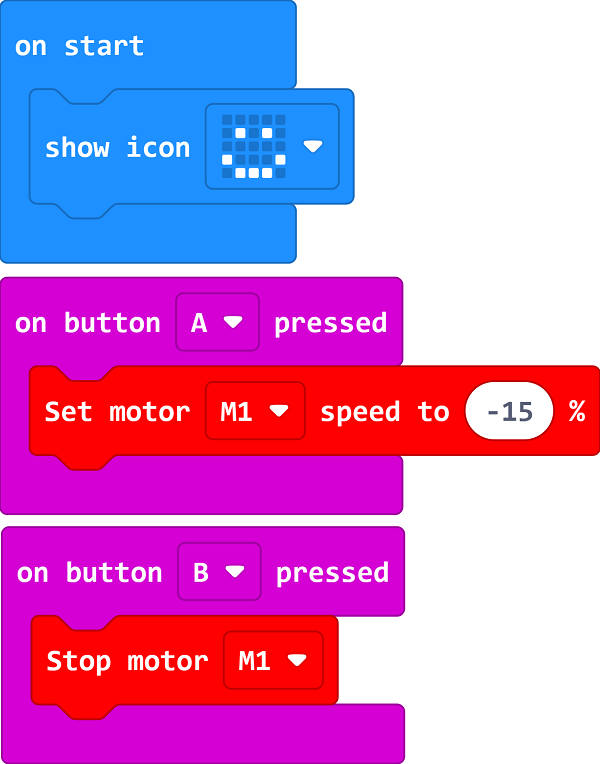 on start
show icon
on button A pressed
Set motor M1 speed to -15 %
on button B pressed
Stop motor M1